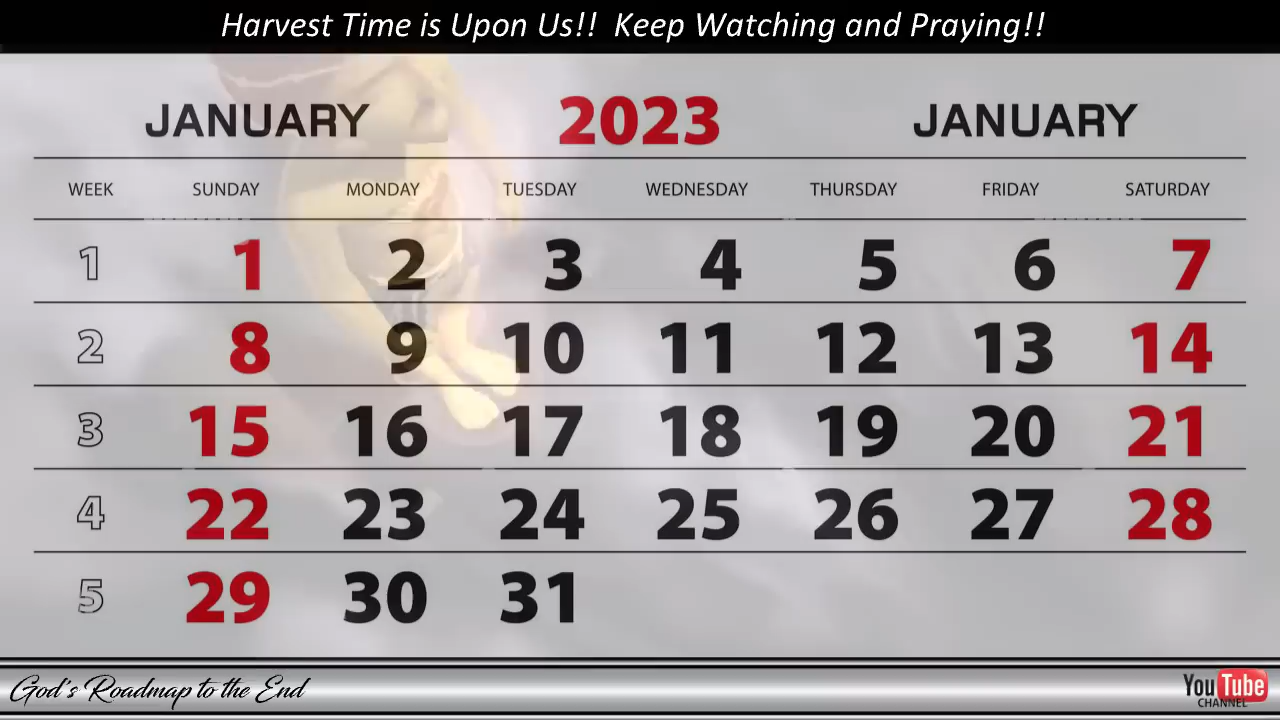 Harvest Time is Upon Us!! Keep Watching and Praying!!
JANUARY 2023 JANUARY
WEEK SUNDAY MONDAY TUESDAY WEDNESDAY THURSDAY FRIDAY SATURDAY
1 1 2 3 4 5 6 7
2 8 9 10 11 12 13 14
3 15 16 17 18 19 20 21
4 22 23 24 25 26 27 28
5 29 30 31
God's Roadmap to the End
YouTube
CHANNEL